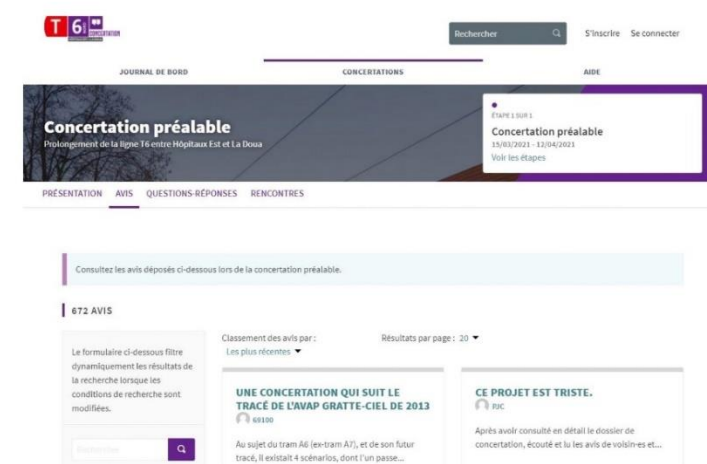 T 6
CONCERTATION
Rechercher
S'inscrire Se connecter
JOURNAL DE BORD
CONCERTATIONS
AIDE
Concertation préalable
Prolongement de la ligne T6 entre Hôpitaux Est et La Doua
ÉTAPE 1 SUR 1
Concertation préalable
15/03/2021 - 12/04/2021
Voir les étapes
PRÉSENTATION AVIS QUESTIONS-RÉPONSES RENCONTRES
Consultez les avis déposés ci-dessous lors de la concertation préalable.
672 AVIS
Le formulaire ci-dessous filtre
dynamiquement les résultats de
la recherche lorsque les
conditions de recherche sont
modifiées.
Rechercher
Classement des avis par :
Les plus récentes
Résultats par page : 20
UNE CONCERTATION QUI SUIT LE
TRACÉ DE L'AVAP GRATTE-CIEL DE 2013
69100
Au sujet du tram A6 (ex-tram A7), et de son futur
tracé, il existait 4 scénarios, dont l'un passe...
CE PROJET EST TRISTE.
PJC
Après avoir consulté en détail le dossier de
concertation, écouté et lu les avis de voisin-es et...